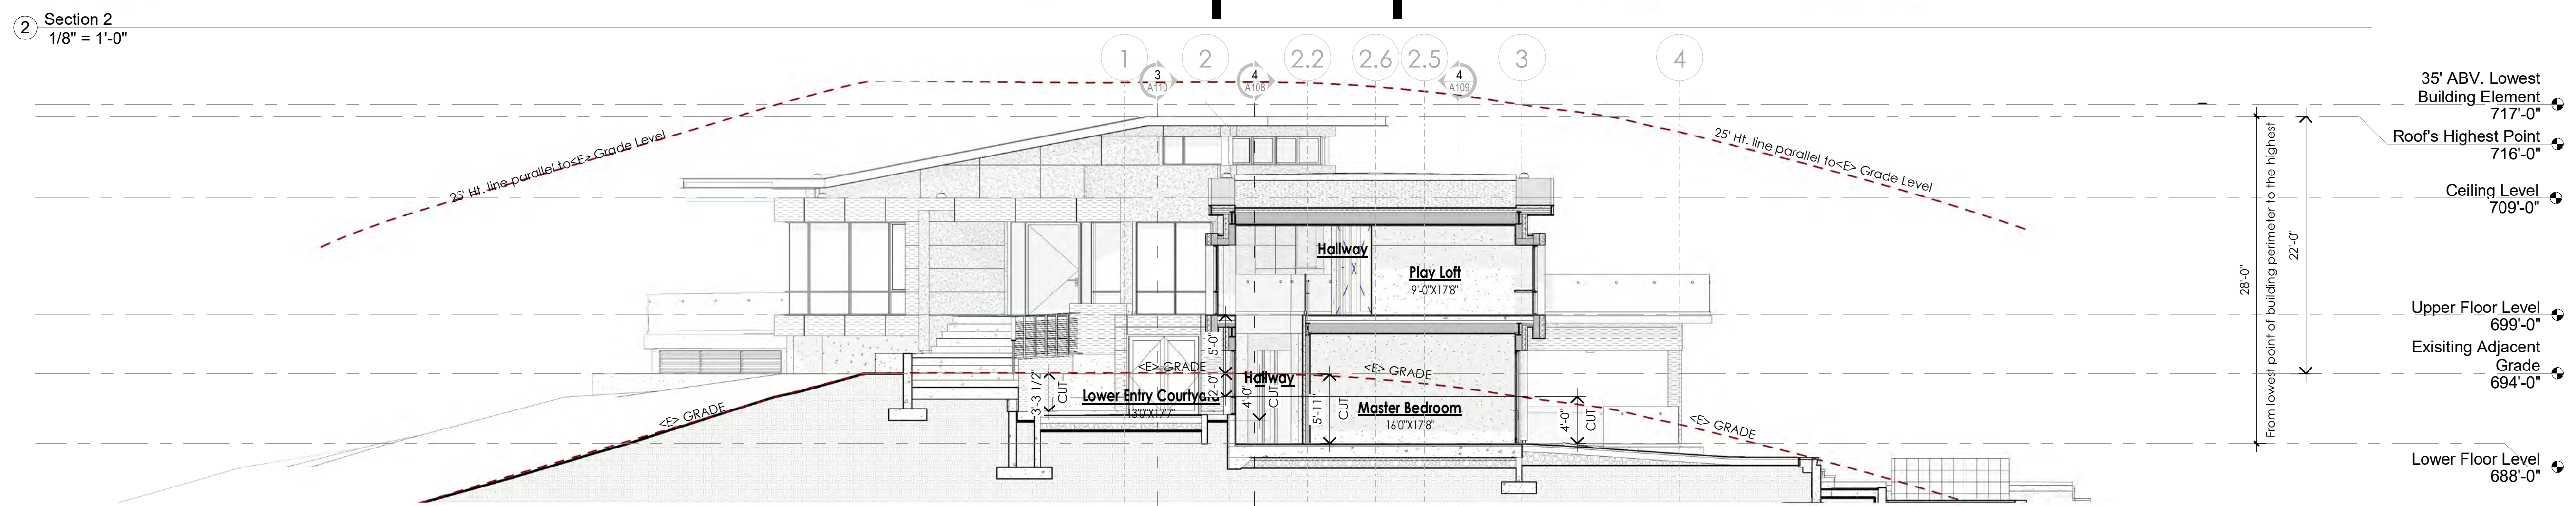 2
Section 2
1/8" = 1'-0"
1
2
2.2
2.6
2.5
3
4
3
A110
4
A108
4
A109
35' ABV. Lowest
Building Element
717'-0"
Roof's Highest Point
716'-0"
Ceiling Level
709'-0"
Upper Floor Level
699'-0"
Exisiting Adjacent
Grade
694'-0"
Lower Floor Level
688'-0"
25' Ht. line parallel to<E> Grade Level
25' Ht. line parallel to<E> Grade Level
From lowest point of building perimeter to the highest
28'-0"
22'-0"
Hallway
Play Loft
9'-0"X17'8"
5'-0"
2'-0"
<E> GRADE
<E> GRADE
<E> GRADE
<E> GRADE
3'-3 1/2"
CUT
Lower Entry Courtyard
13'0"X17'7"
Hallway
4'-0"
CUT
5'-11"
CUT
Master Bedroom
16'0"X17'8"
4'-0"
CUT